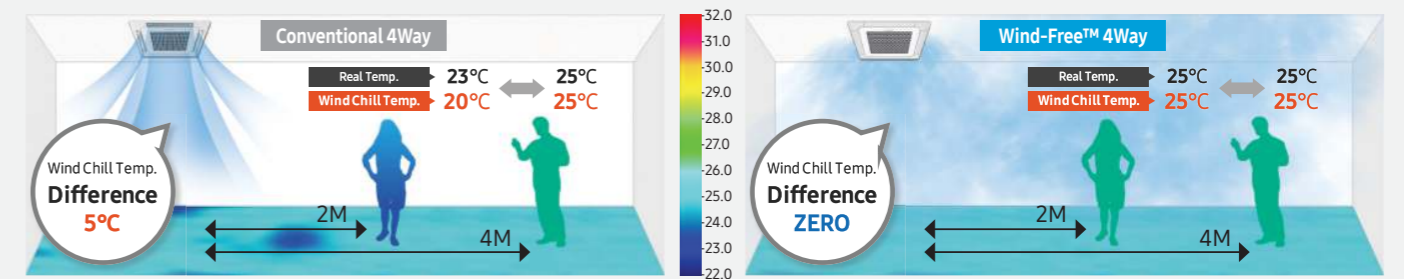 Conventional 4Way
Real Temp. 23°C 25°C
Wind Chill Temp. 20°C 25°C
Wind Chill Temp.
Difference
5°C
2M
4M
-32.0
-31.0
-30.0
-29.0
-28.0
-27.0
-26.0
-25.0
-24.0
-23.0
-22.0
Wind-Free™ 4Way
Real Temp. 25°C 25°C
Wind Chill Temp. 25°C 25°C
Wind Chill Temp.
Difference
ZERO
2M
4M